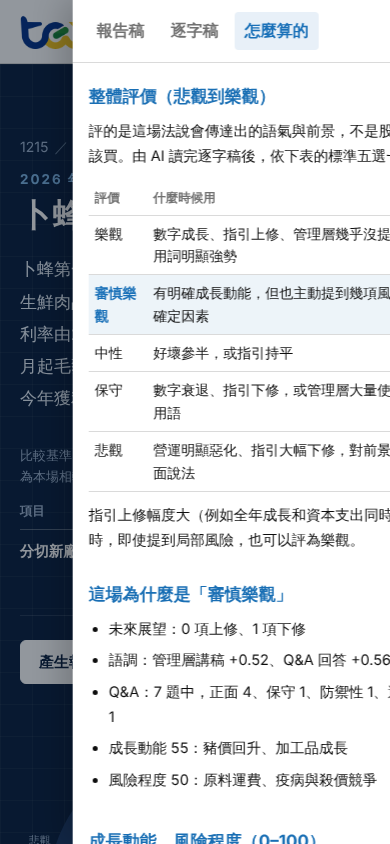 報告稿 逐字稿 怎麼算的
整體評價（悲觀到樂觀）
評的是這場法說會傳達出的語氣與前景，不是股
該買。由 AI 讀完逐字稿後，依下表的標準五選
評價 什麼時候用
樂觀 數字成長、指引上修、管理層幾乎沒提
用詞明顯強勢
審慎樂 有明確成長動能，但也主動提到幾項風
觀 確定因素
中性 好壞參半，或指引持平
保守 數字衰退、指引下修，或管理層大量使
用語
悲觀 營運明顯惡化、指引大幅下修，對前景
面說法
指引上修幅度大（例如全年成長和資本支出同時
時，即使提到局部風險，也可以評為樂觀。
這場為什麼是「審慎樂觀」
• 未來展望：0 項上修、1 項下修
• 語調：管理層講稿 +0.52、Q&A 回答 +0.56
• Q&A：7 題中，正面 4、保守 1、防禦性 1、
1
• 成長動能 55：豬價回升、加工品成長
• 風險程度 50：原料運費、疫病與殺價競爭
成長動能、風險程度（0–100）
1215 ／
2026
卜蜂
卜蜂第
生鮮肉
利率由
月起毛
今年獲
比較基準
為本場相
項目
分切新廠
產生
悲觀